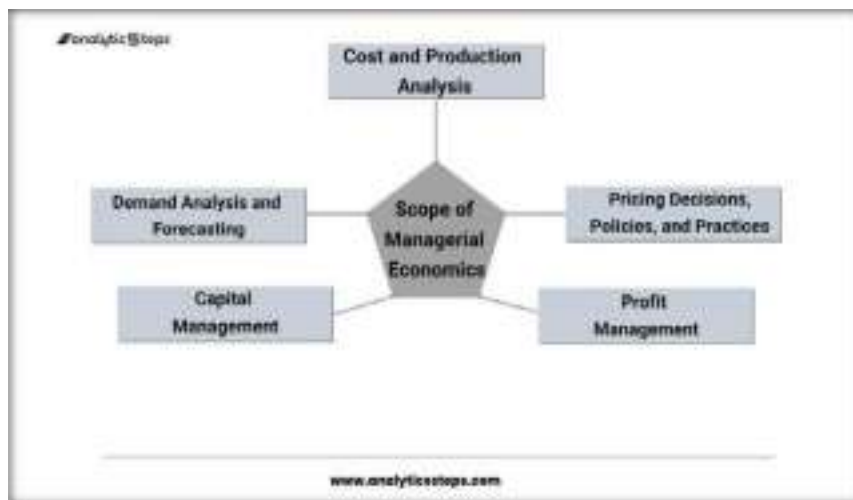 analyticSteps
Cost and Production
Analysis
Demand Analysis and
Forecasting
Scope of
Managerial
Economics
Pricing Decisions,
Policies, and Practices
Capital
Management
Profit
Management
www.analyticssteps.com